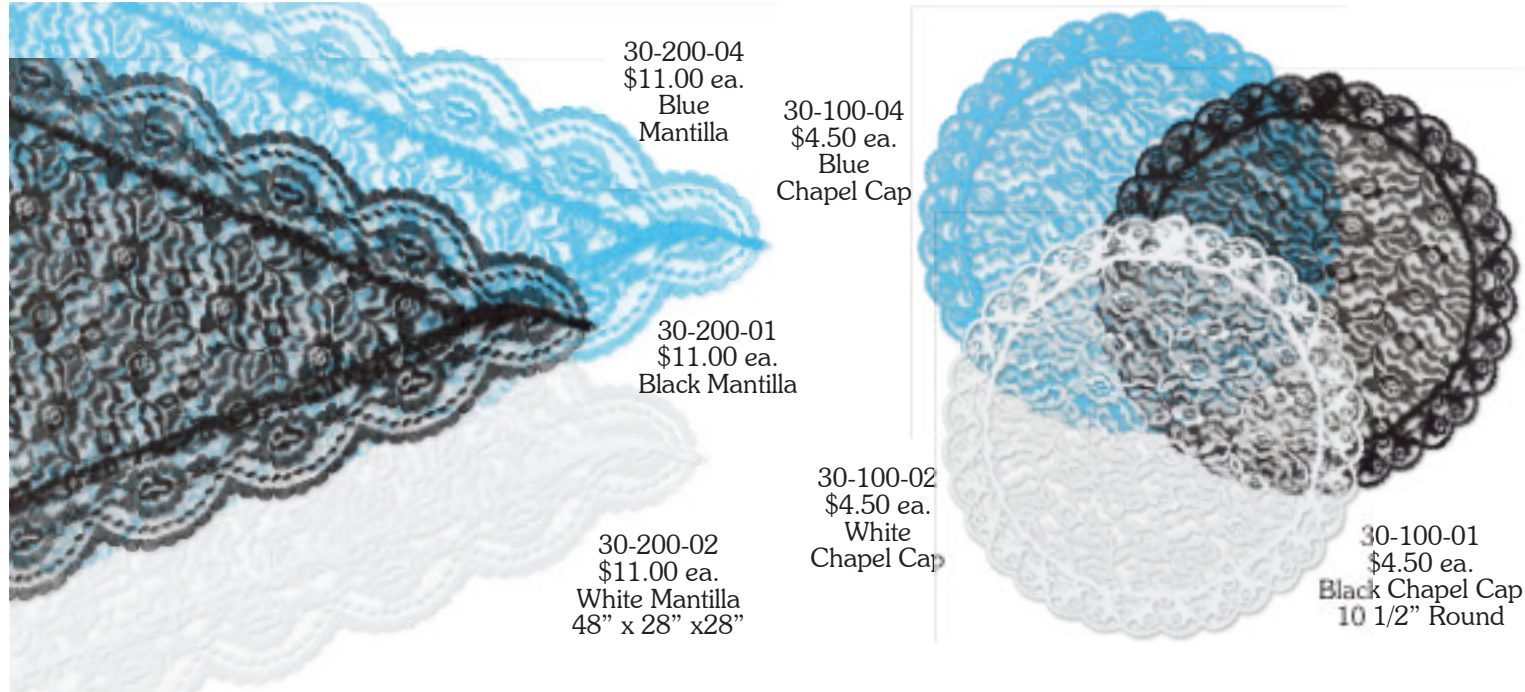 30-200-04
$11.00 ea.
Blue
Mantilla
30-200-01
$11.00 ea.
Black Mantilla
30-200-02
$11.00 ea.
White Mantilla
48” x 28” x28”
30-100-04
$4.50 ea.
Blue
Chapel Cap
30-100-02
$4.50 ea.
White
Chapel Cap
30-100-01
$4.50 ea.
Black Chapel Cap
10 1/2” Round